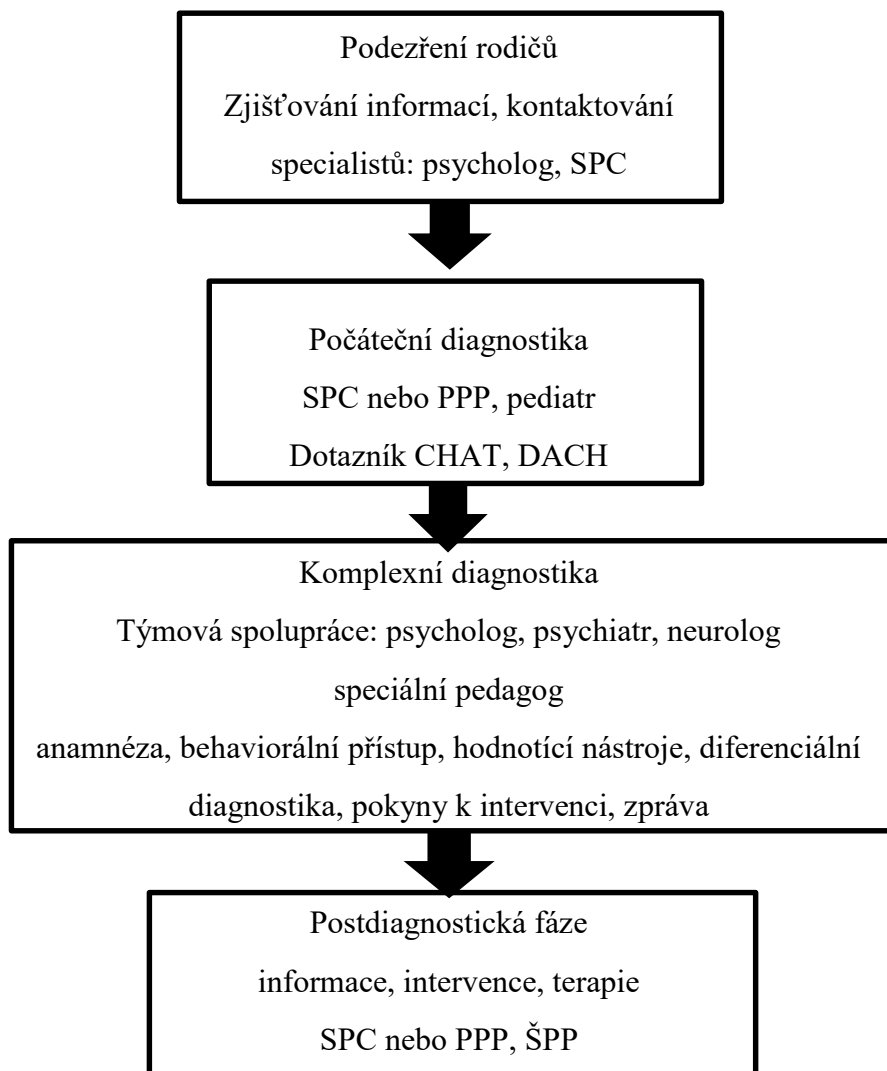 Podezření rodičů
Zjišťování informací, kontaktování
specialistů: psycholog, SPC
Počáteční diagnostika
SPC nebo PPP, pediatr
Dotazník CHAT, DACH
Komplexní diagnostika
Týmová spolupráce: psycholog, psychiatr, neurolog
speciální pedagog
anamnéza, behaviorální přístup, hodnotící nástroje, diferenciální
diagnostika, pokyny k intervenci, zpráva
Postdiagnostická fáze
informace, intervence, terapie
SPC nebo PPP, ŠPP